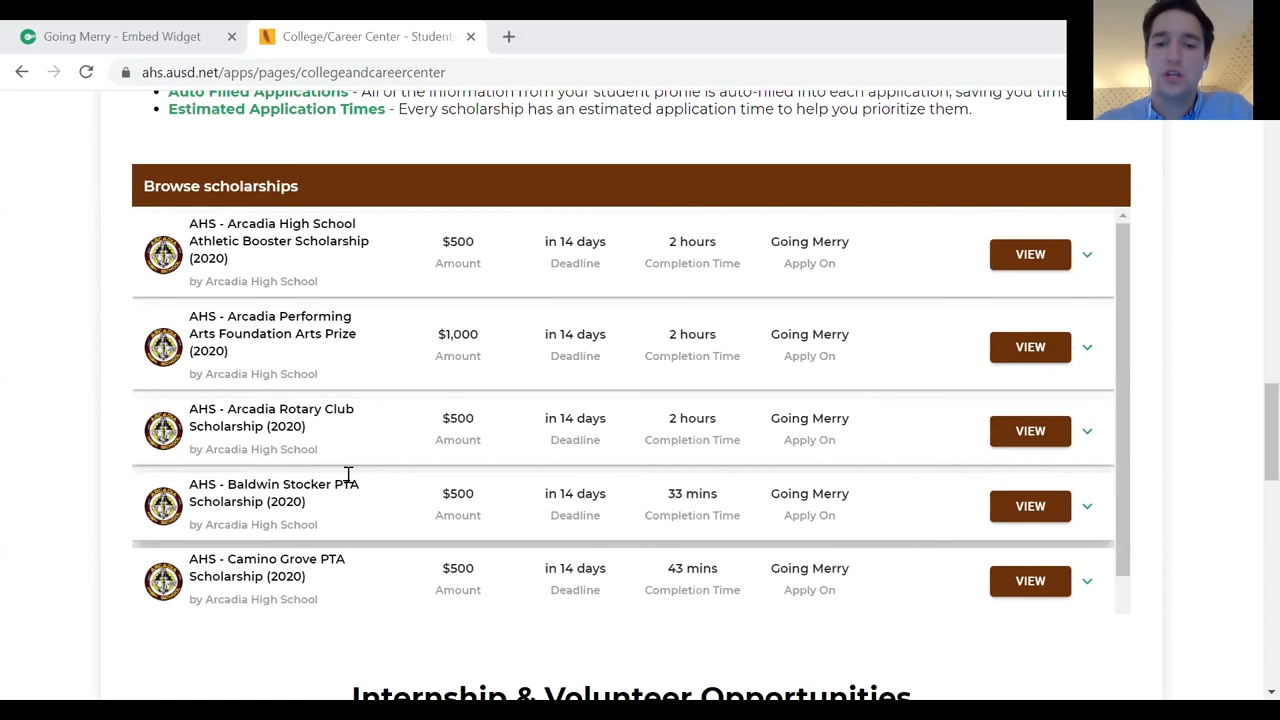 Going Merry - Embed Widget
College/Career Center - Students
ahs.ausd.net/apps/pages/collegeandcareercenter
Auto Filled Applications - All of the information from your student profile is auto-filled into each application, saving you time
Estimated Application Times - Every scholarship has an estimated application time to help you prioritize them.
Browse scholarships
AHS - Arcadia High School
Athletic Booster Scholarship
(2020)
by Arcadia High School
$500
Amount
in 14 days
Deadline
2 hours
Completion Time
Going Merry
Apply On
VIEW
AHS - Arcadia Performing
Arts Foundation Arts Prize
(2020)
by Arcadia High School
$1,000
Amount
in 14 days
Deadline
2 hours
Completion Time
Going Merry
Apply On
VIEW
AHS - Arcadia Rotary Club
Scholarship (2020)
by Arcadia High School
$500
Amount
in 14 days
Deadline
2 hours
Completion Time
Going Merry
Apply On
VIEW
AHS - Baldwin Stocker PTA
Scholarship (2020)
by Arcadia High School
$500
Amount
in 14 days
Deadline
33 mins
Completion Time
Going Merry
Apply On
VIEW
AHS - Camino Grove PTA
Scholarship (2020)
by Arcadia High School
$500
Amount
in 14 days
Deadline
43 mins
Completion Time
Going Merry
Apply On
VIEW
Internship & Volunteer Opportunities